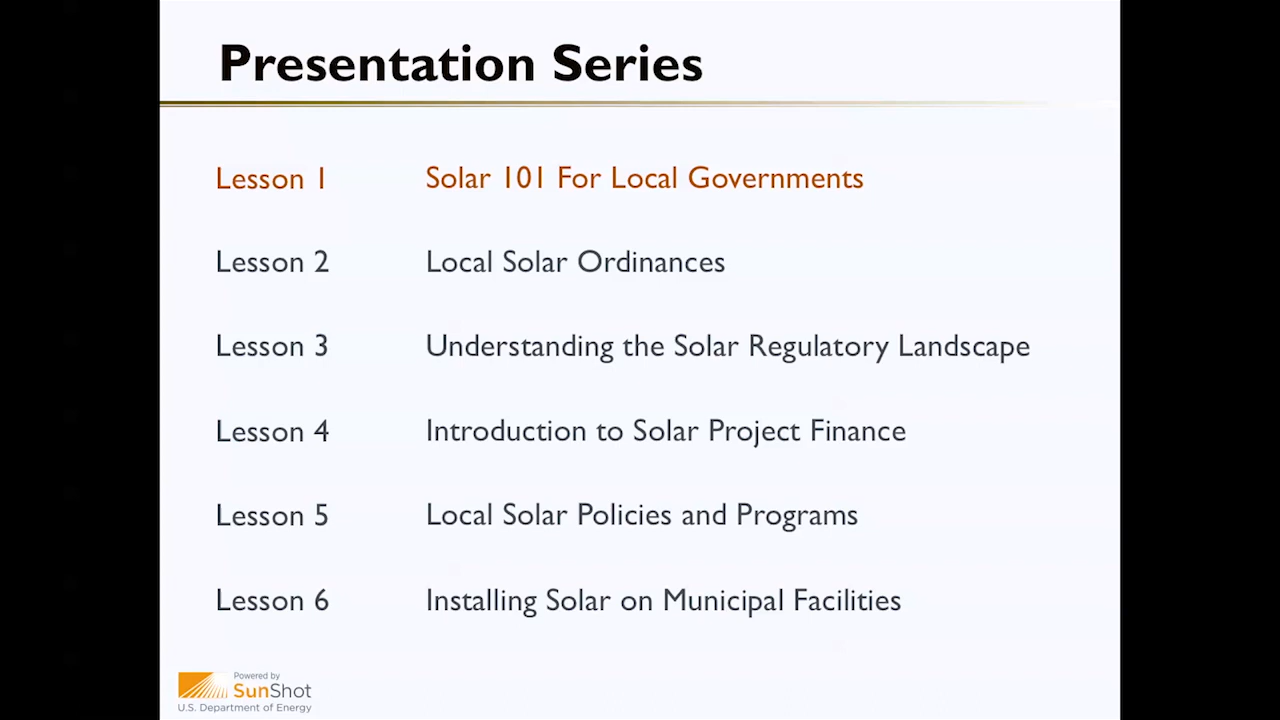 Presentation Series
Lesson 1 Solar 101 For Local Governments
Lesson 2 Local Solar Ordinances
Lesson 3 Understanding the Solar Regulatory Landscape
Lesson 4 Introduction to Solar Project Finance
Lesson 5 Local Solar Policies and Programs
Lesson 6 Installing Solar on Municipal Facilities
Powered by
SunShot
U.S. Department of Energy